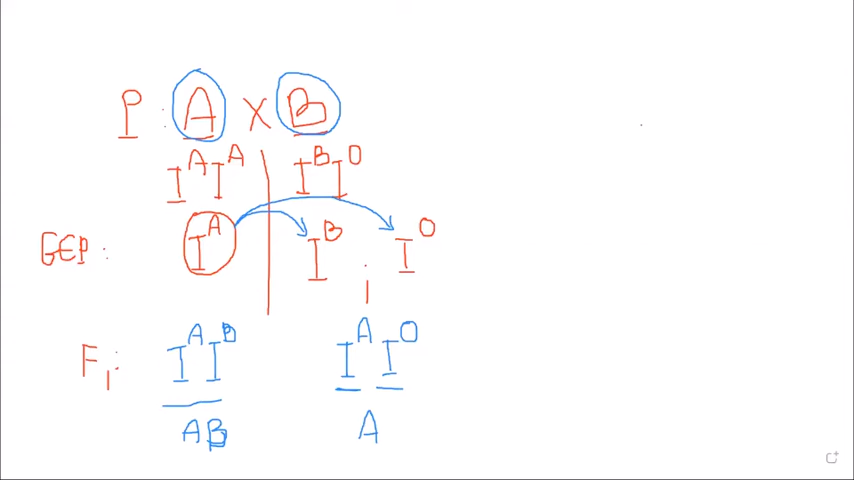 P : A X B
I^A I^A I^B I^O
GEP : I^A I^B ; I^O
F1 : I^A I^B I^A I^O
AB A